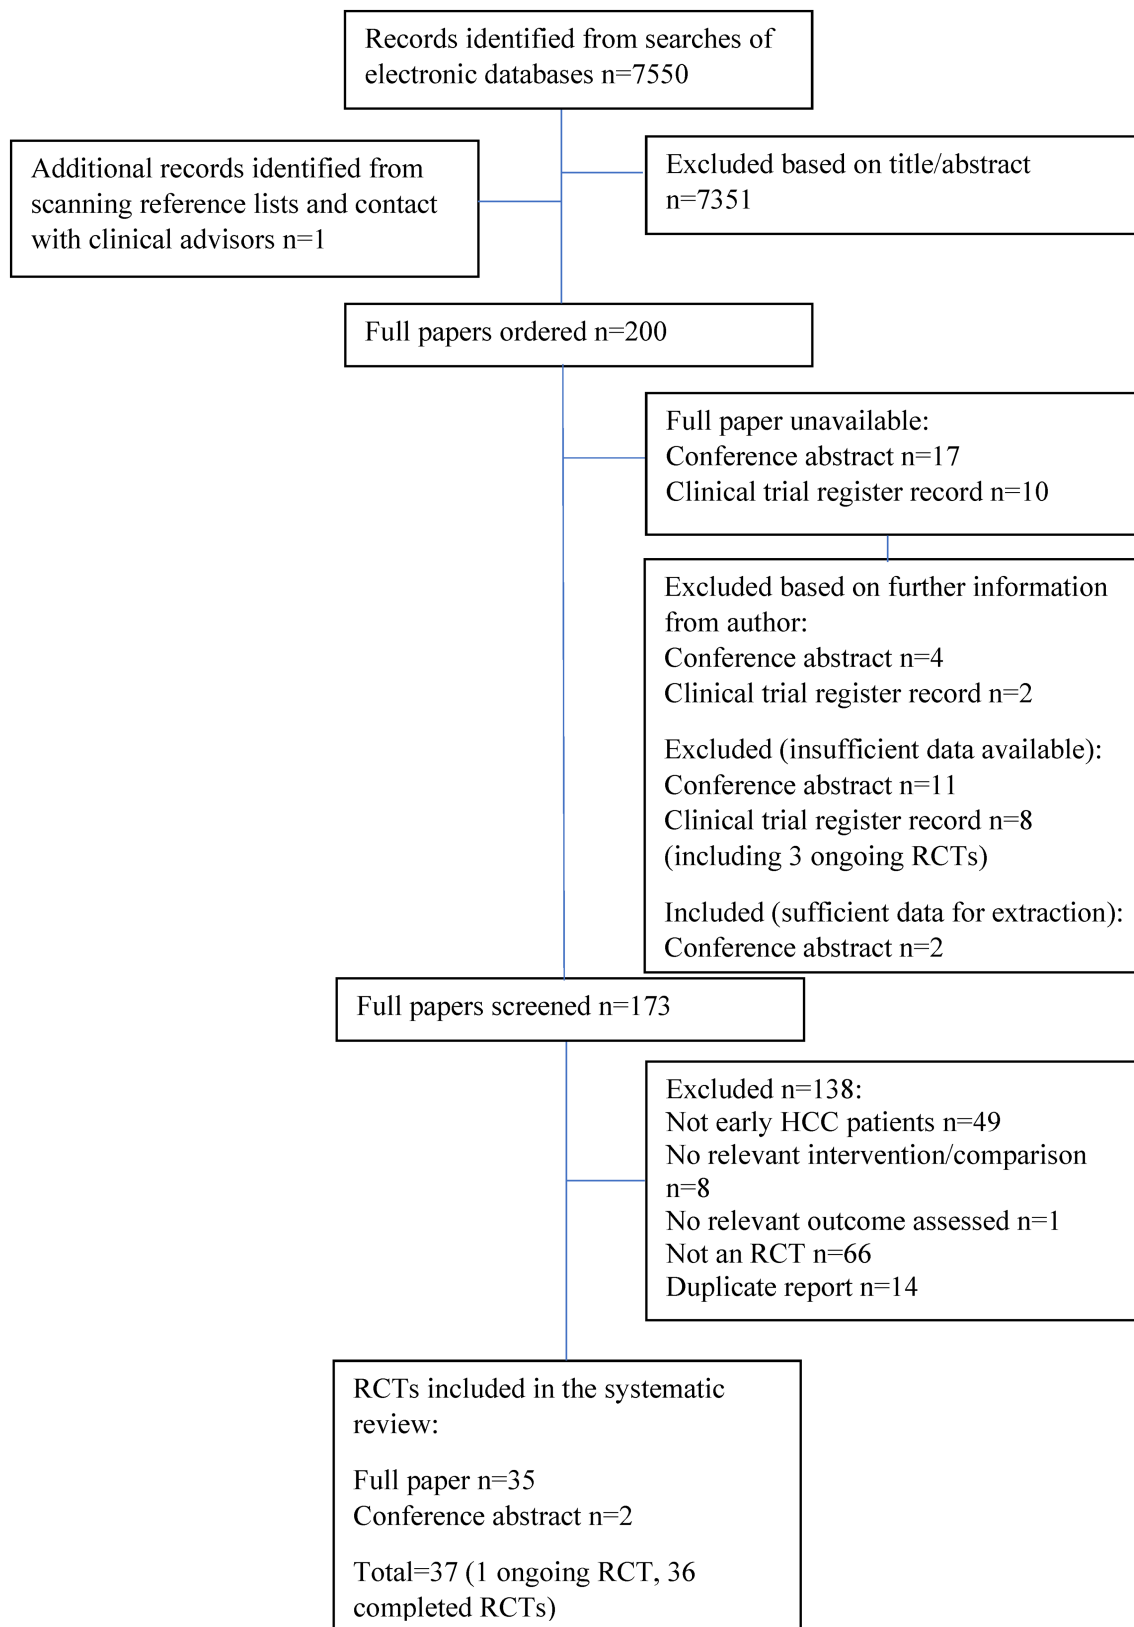 Records identified from searches of
electronic databases n=7550
Additional records identified from
scanning reference lists and contact
with clinical advisors n=1
Excluded based on title/abstract
n=7351
Full papers ordered n=200
Full paper unavailable:
Conference abstract n=17
Clinical trial register record n=10
Excluded based on further information
from author:
Conference abstract n=4
Clinical trial register record n=2
Excluded (insufficient data available):
Conference abstract n=11
Clinical trial register record n=8
(including 3 ongoing RCTs)
Included (sufficient data for extraction):
Conference abstract n=2
Full papers screened n=173
Excluded n=138:
Not early HCC patients n=49
No relevant intervention/comparison
n=8
No relevant outcome assessed n=1
Not an RCT n=66
Duplicate report n=14
RCTs included in the systematic
review:
Full paper n=35
Conference abstract n=2
Total=37 (1 ongoing RCT, 36
completed RCTs)